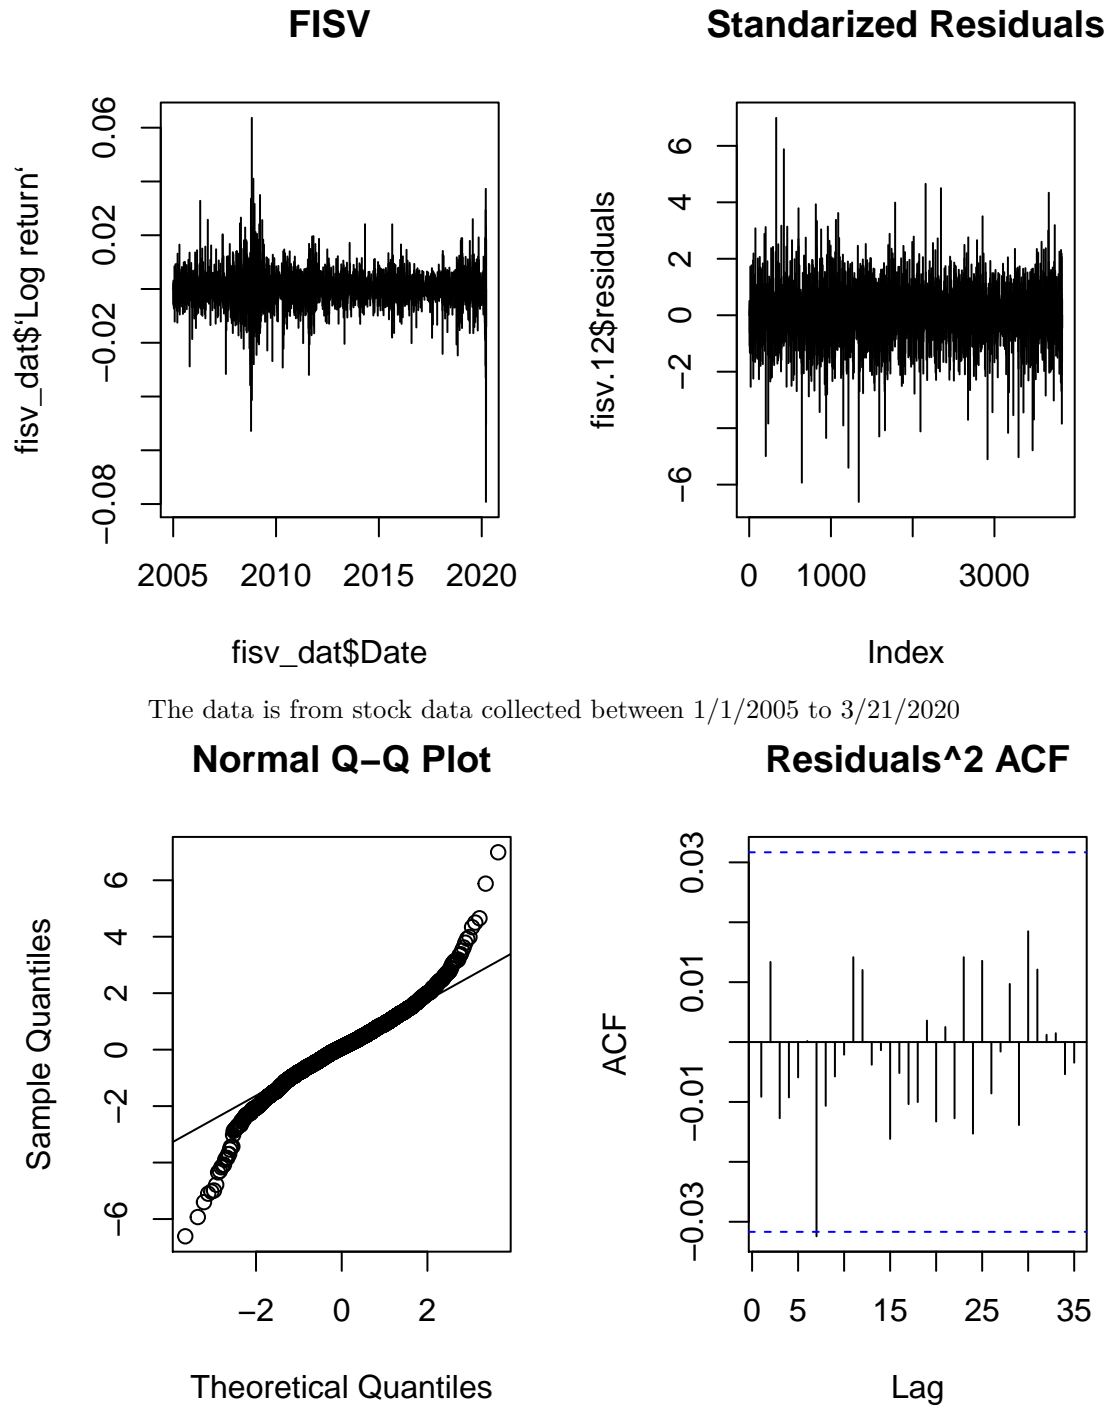 FISV
fisv_dat$‘Log return‘
0.06
0.02
−0.02
−0.08
2005 2010 2015 2020
fisv_dat$Date
Standarized Residuals
fisv.12$residuals
6
4
2
0
−2
−6
0 1000 3000
Index
The data is from stock data collected between 1/1/2005 to 3/21/2020
Normal Q−Q Plot
Sample Quantiles
6
4
2
0
−2
−6
−2 0 2
Theoretical Quantiles
Residuals^2 ACF
ACF
0.03
0.01
−0.01
−0.03
0 5 15 25 35
Lag